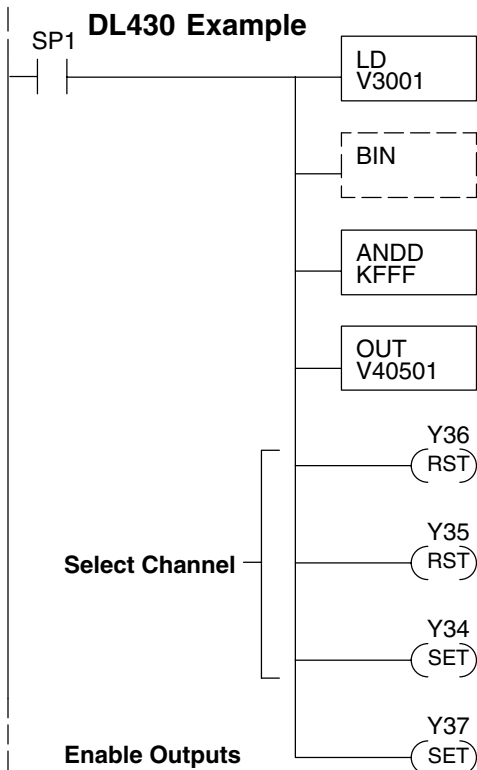 DL430 Example
SP1
LD
V3001
BIN
ANDD
KFFF
OUT
V40501
Y36
RST
Y35
RST
Select Channel
Y34
SET
Y37
Enable Outputs
SET